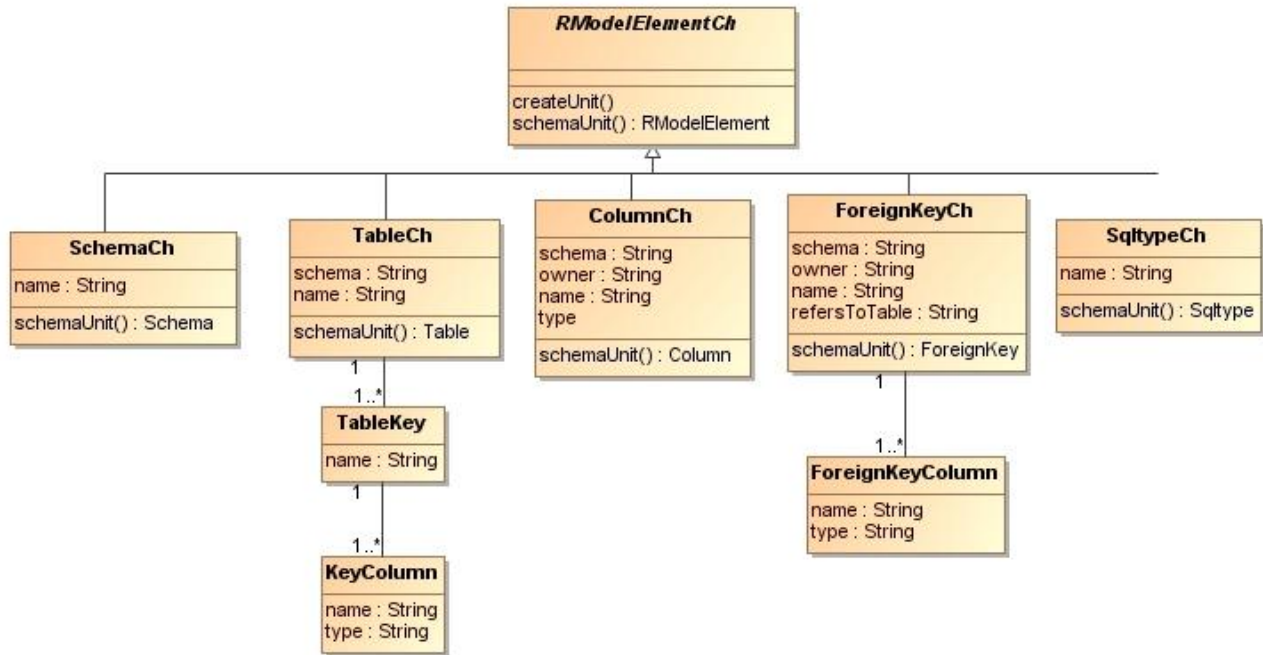 RModelElementCh
createUnit()
schemaUnit() : RModelElement
SchemaCh
name : String
schemaUnit() : Schema
TableCh
schema : String
name : String
schemaUnit() : Table
1
1..*
TableKey
name : String
1
1..*
KeyColumn
name : String
type : String
ColumnCh
schema : String
owner : String
name : String
type
schemaUnit() : Column
ForeignKeyCh
schema : String
owner : String
name : String
refersToTable : String
schemaUnit() : ForeignKey
1
1..*
ForeignKeyColumn
name : String
type : String
SqltypeCh
name : String
schemaUnit() : Sqltype